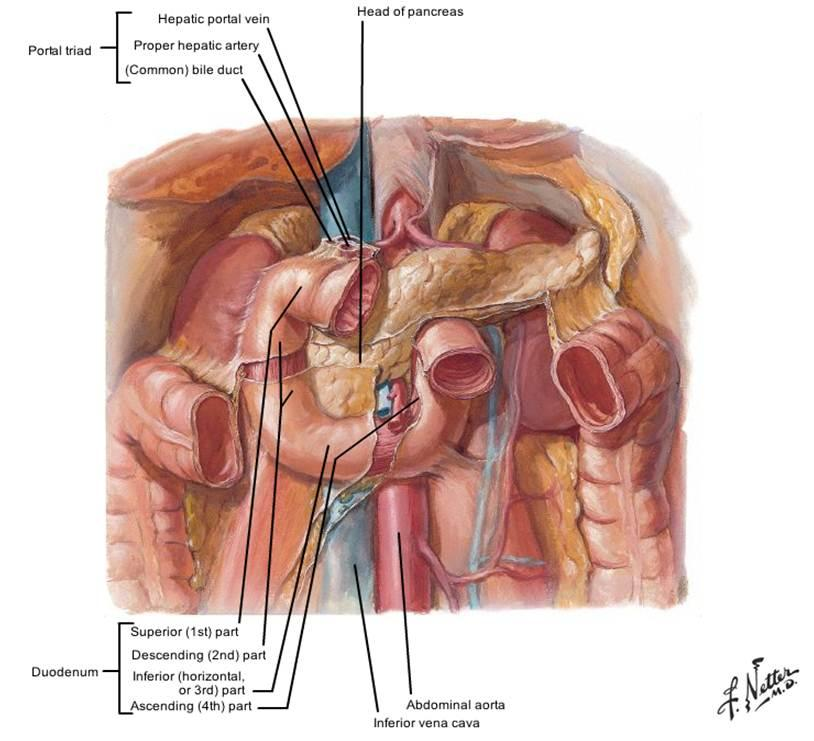 Head of pancreas
Hepatic portal vein
Proper hepatic artery
(Common) bile duct
Portal triad
Superior (1st) part
Descending (2nd) part
Inferior (horizontal,
or 3rd) part
Ascending (4th) part
Duodenum
Abdominal aorta
Inferior vena cava
F. Netter
M.D.